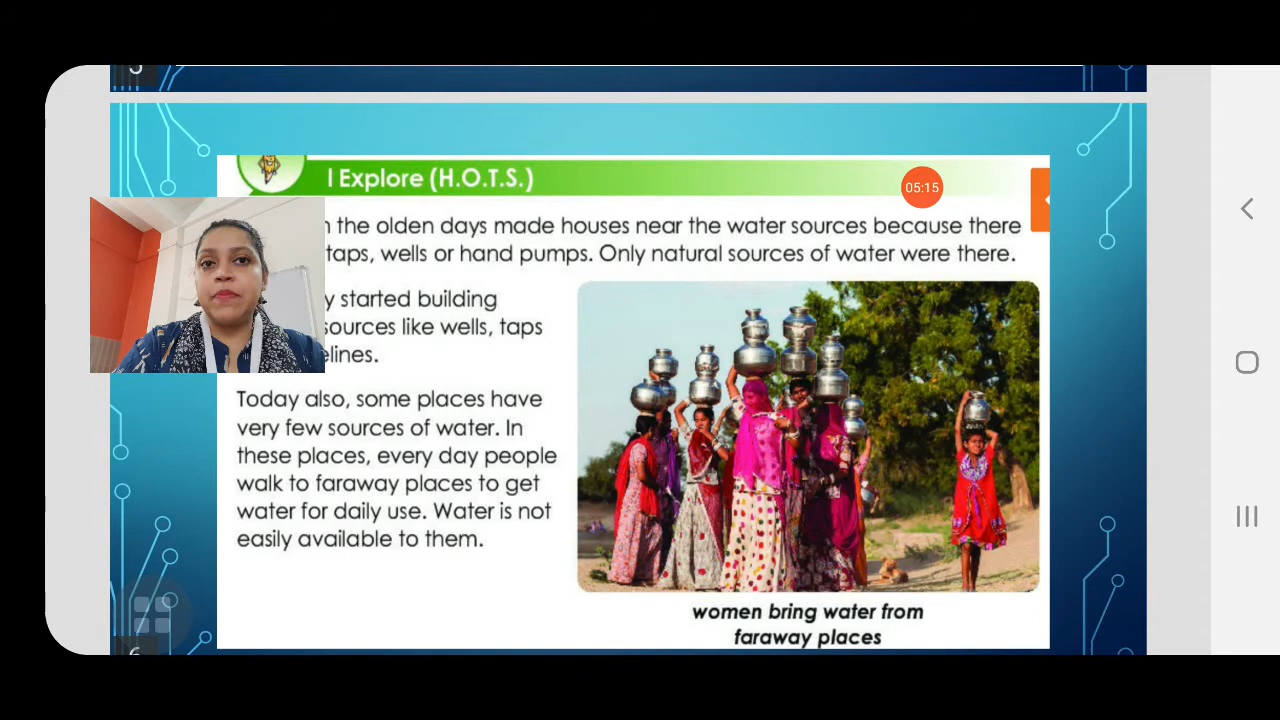 I Explore (H.O.T.S.)
05:15
the olden days made houses near the water sources because there
taps, wells or hand pumps. Only natural sources of water were there.
started building
sources like wells, taps
Today also, some places have
very few sources of water. In
these places, every day people
walk to faraway places to get
water for daily use. Water is not
easily available to them.
women bring water from
faraway places